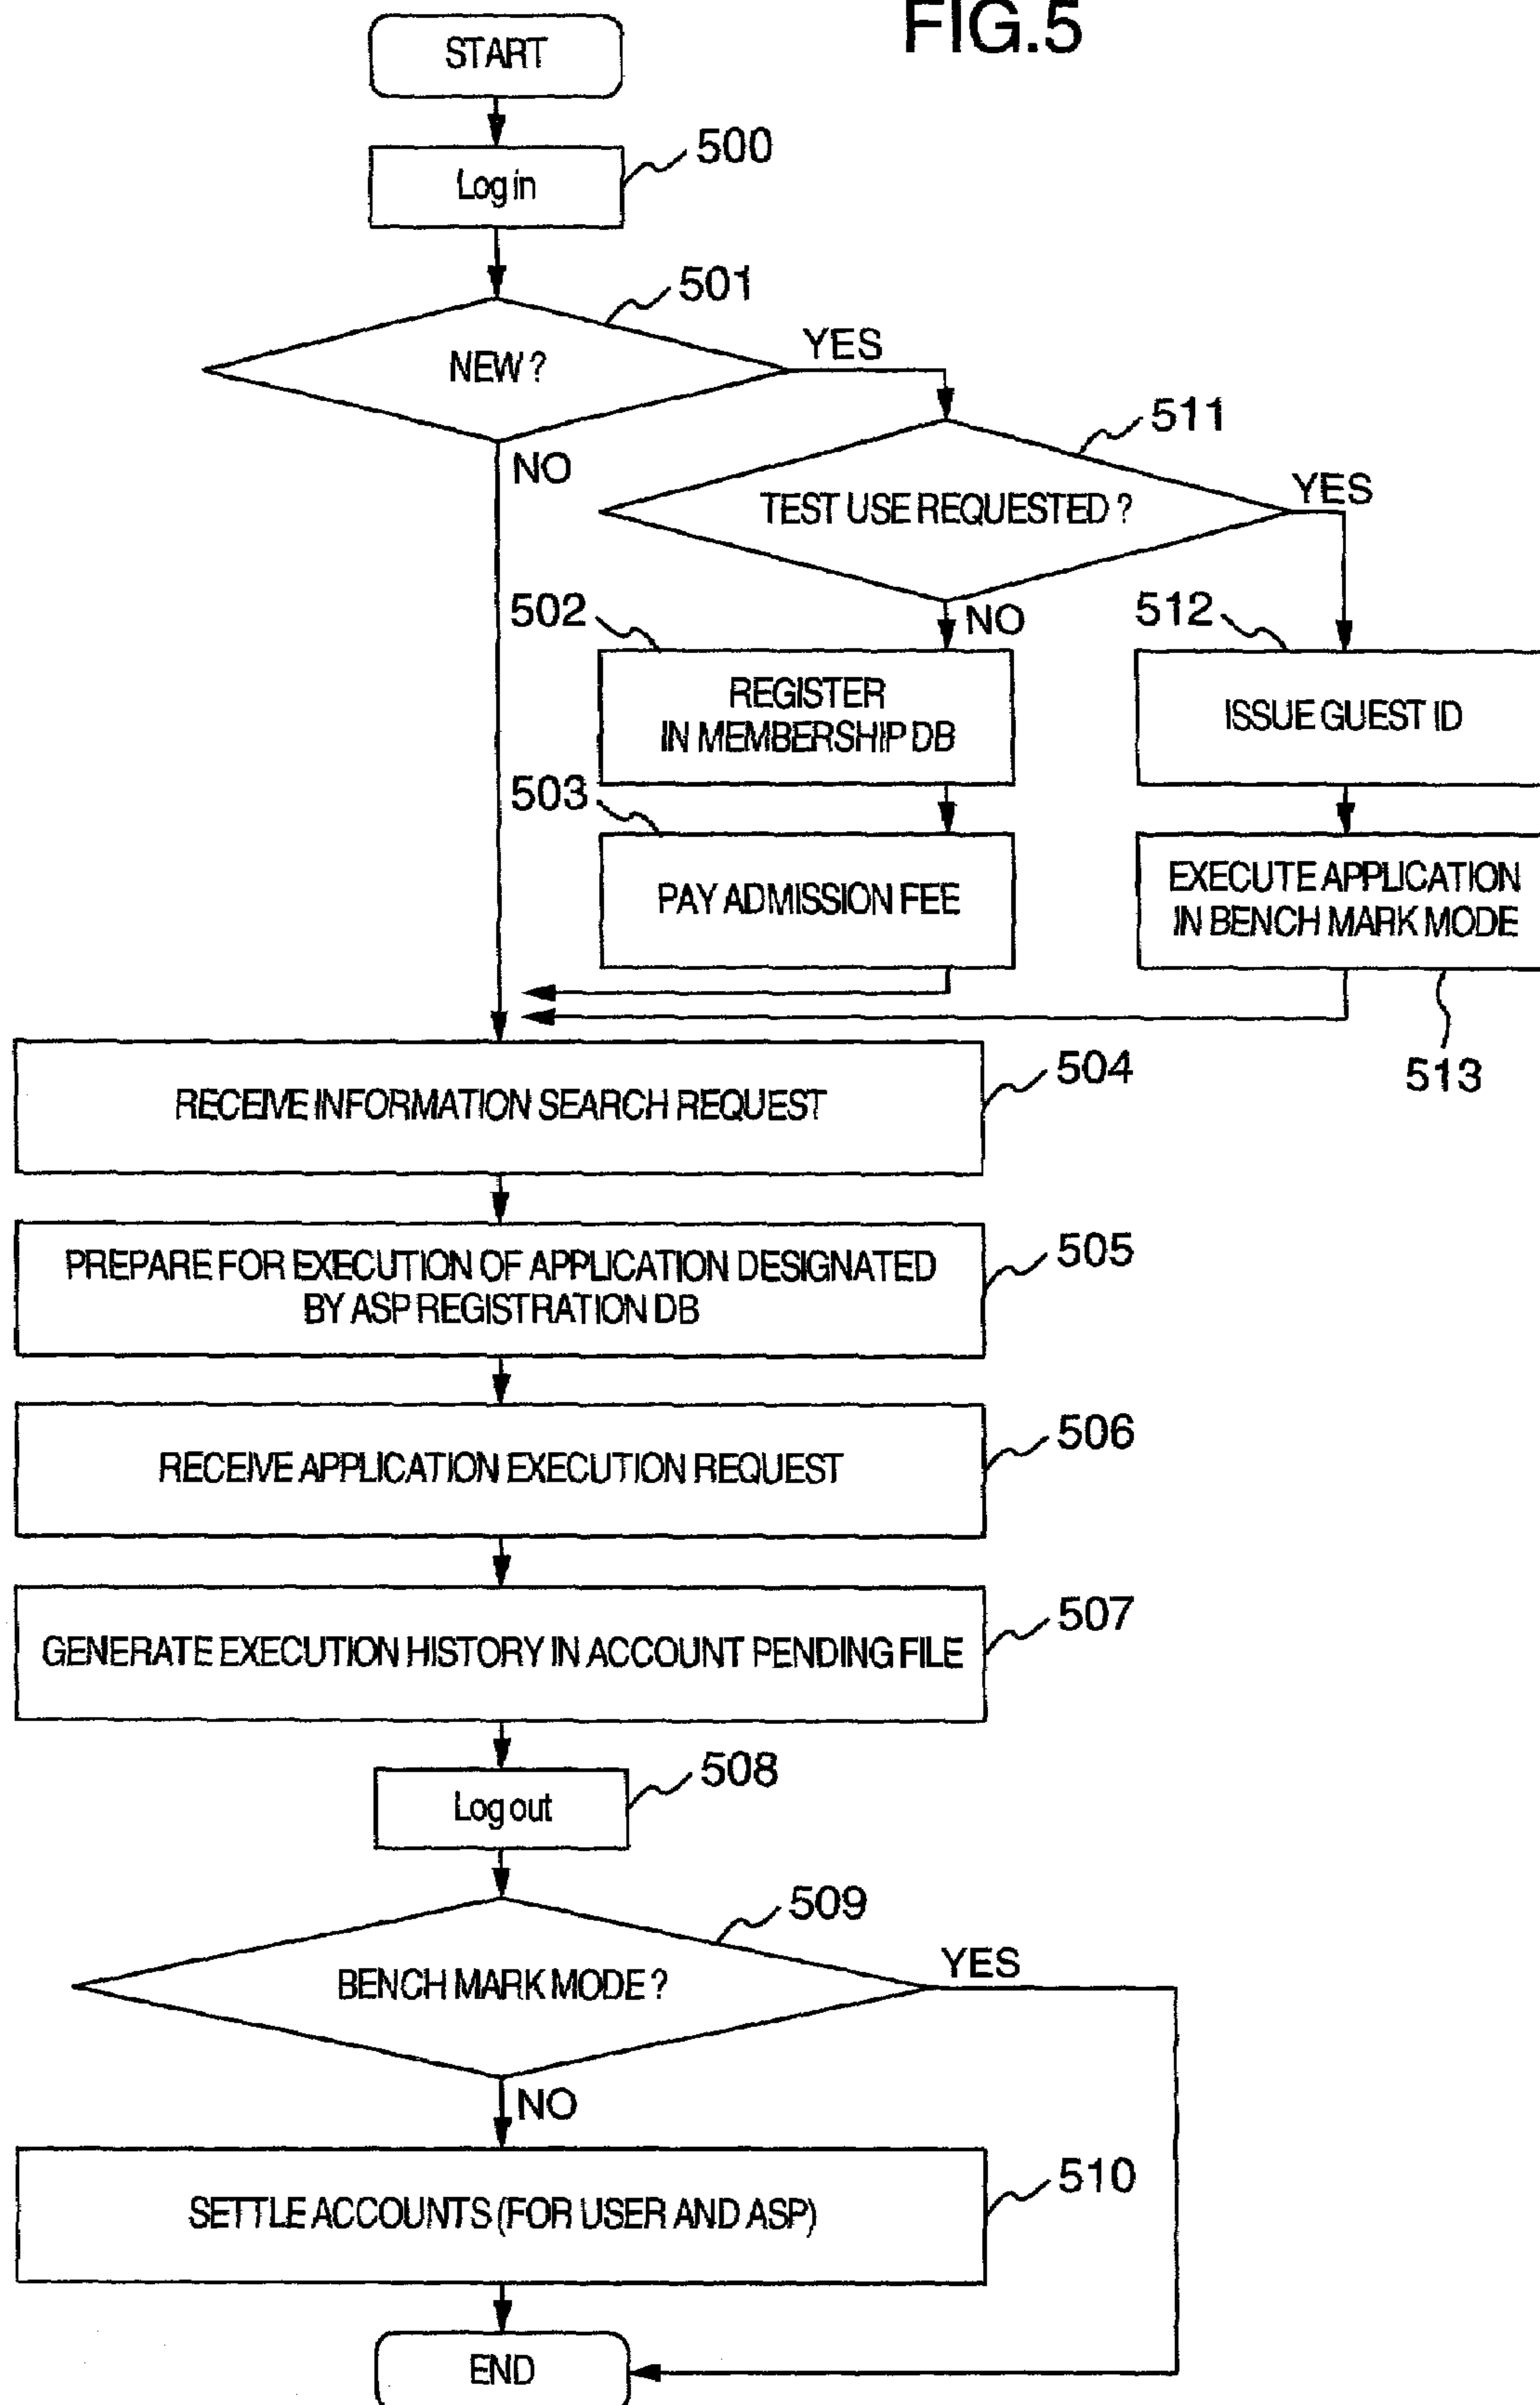 FIG.5
START
500
Log in
501
NEW?
YES
NO
511
TEST USE REQUESTED?
YES
NO
502
REGISTER
IN MEMBERSHIP DB
512
ISSUE GUEST ID
503
PAY ADMISSION FEE
EXECUTE APPLICATION
IN BENCH MARK MODE
513
504
RECEIVE INFORMATION SEARCH REQUEST
505
PREPARE FOR EXECUTION OF APPLICATION DESIGNATED
BY ASP REGISTRATION DB
506
RECEIVE APPLICATION EXECUTION REQUEST
507
GENERATE EXECUTION HISTORY IN ACCOUNT PENDING FILE
508
Log out
509
BENCH MARK MODE?
YES
NO
510
SETTLE ACCOUNTS (FOR USER AND ASP)
END